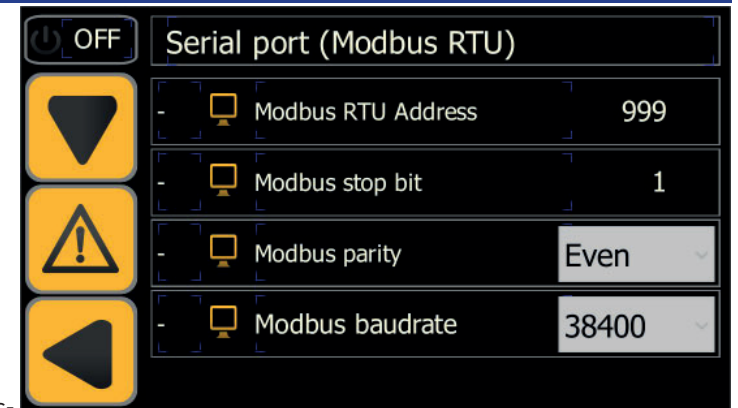 OFF
Serial port (Modbus RTU)
- Modbus RTU Address 999
- Modbus stop bit 1
- Modbus parity Even
- Modbus baudrate 38400